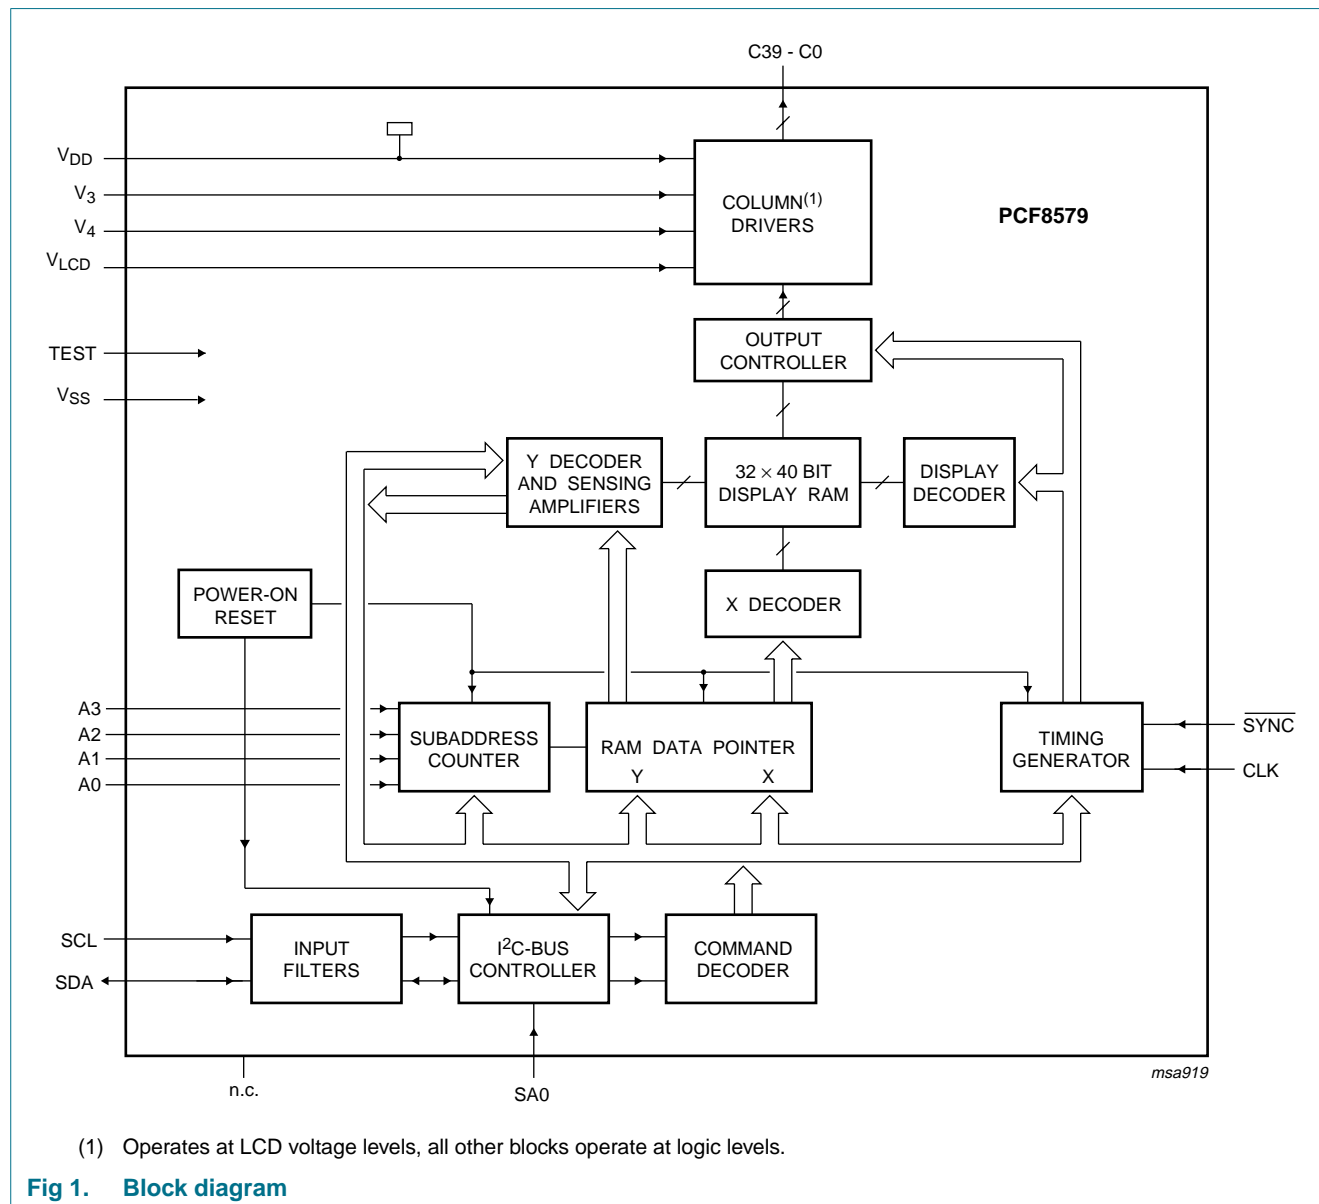 C39 - C0
VDD
V3
V4
VLCD
COLUMN(1)
DRIVERS
PCF8579
TEST
VSS
OUTPUT
CONTROLLER
Y DECODER
AND SENSING
AMPLIFIERS
32 × 40 BIT
DISPLAY RAM
DISPLAY
DECODER
POWER-ON
RESET
X DECODER
A3
A2
A1
A0
SUBADDRESS
COUNTER
RAM DATA POINTER
Y X
TIMING
GENERATOR
SYNC
CLK
SCL
SDA
INPUT
FILTERS
I2C-BUS
CONTROLLER
COMMAND
DECODER
n.c.
SA0
msa919
(1) Operates at LCD voltage levels, all other blocks operate at logic levels.
Fig 1. Block diagram